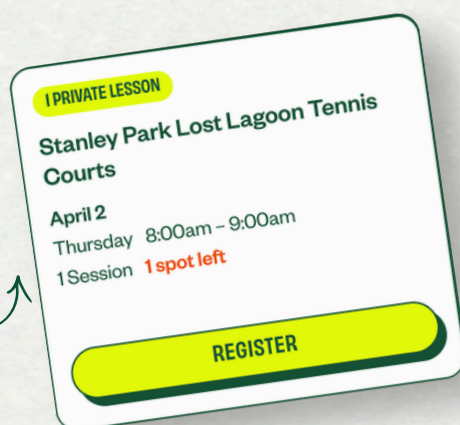 1 PRIVATE LESSON
Stanley Park Lost Lagoon Tennis
Courts
April 2
Thursday 8:00am – 9:00am
1 Session 1 spot left
REGISTER